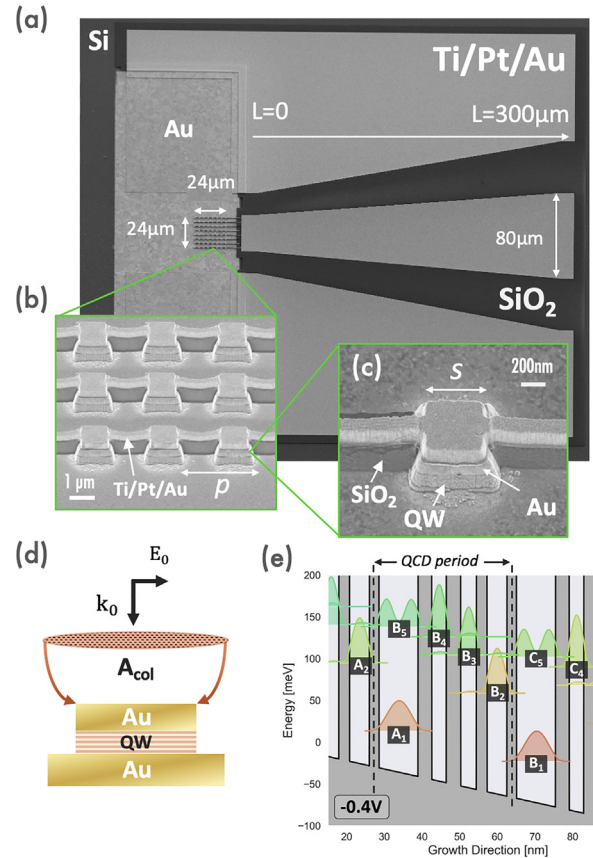 (a)
Si
Ti/Pt/Au
Au
L=0
L=300μm
24μm
24μm
80μm
SiO₂
(b)
1 μm
Ti/Pt/Au
p
(c)
S
200nm
SiO₂
QW
Au
(d)
E₀
k₀
A_col
Au
QW
Au
(e)
QCD period
Energy [meV]
200
150
100
50
0
−50
−100
A₂
B₅
B₄
B₃
B₂
C₅
C₄
A₁
B₁
-0.4V
20 30 40 50 60 70 80
Growth Direction [nm]